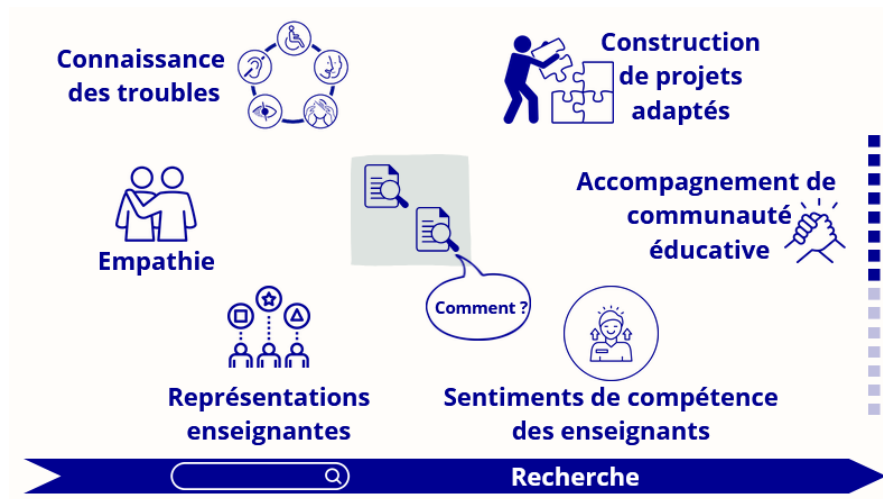 Connaissance
des troubles
Construction
de projets
adaptés
Empathie
Accompagnement de
communauté
éducative
Comment ?
Représentations
enseignantes
Sentiments de compétence
des enseignants
Recherche